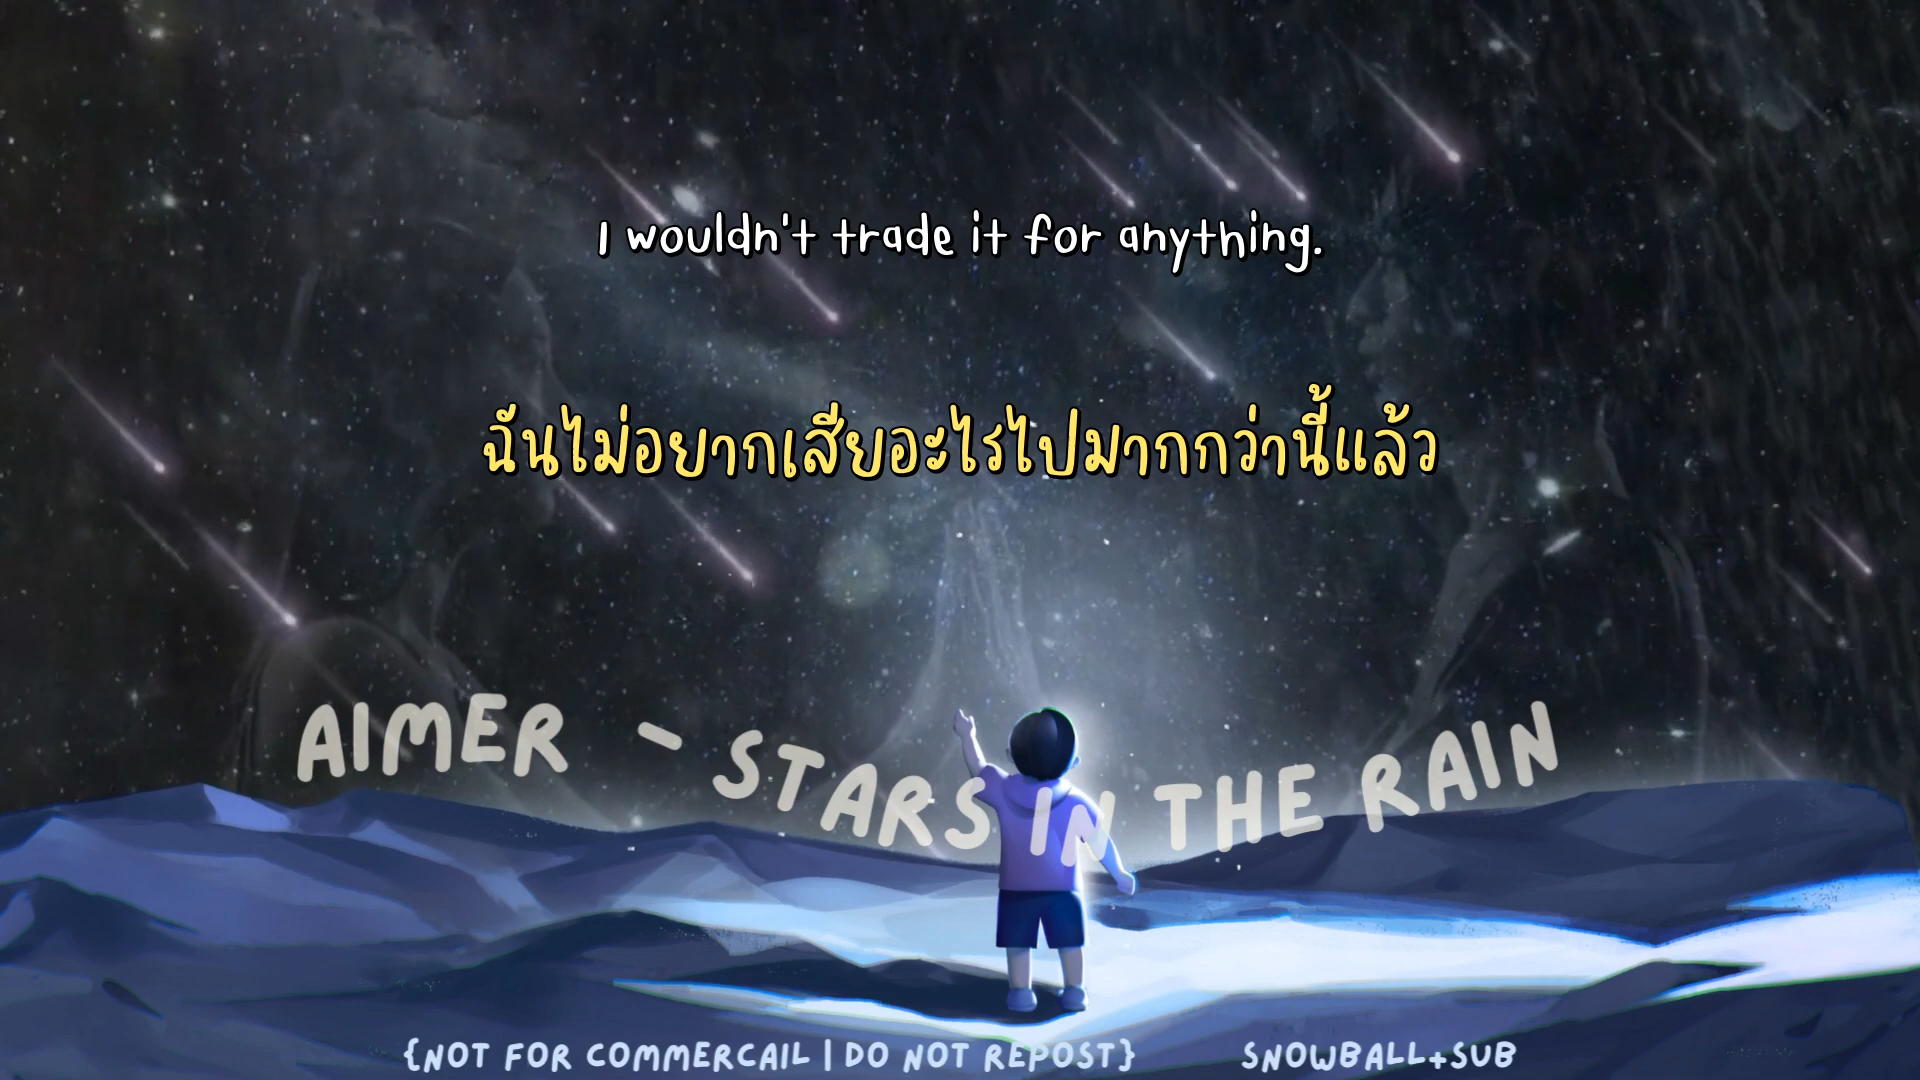 I wouldn't trade it for anything.
ฉันไม่อยากเสียอะไรไปมากกว่านี้แล้ว
AIMER - STARS IN THE RAIN
{NOT FOR COMMERCAIL | DO NOT REPOST} SNOWBALL+SUB